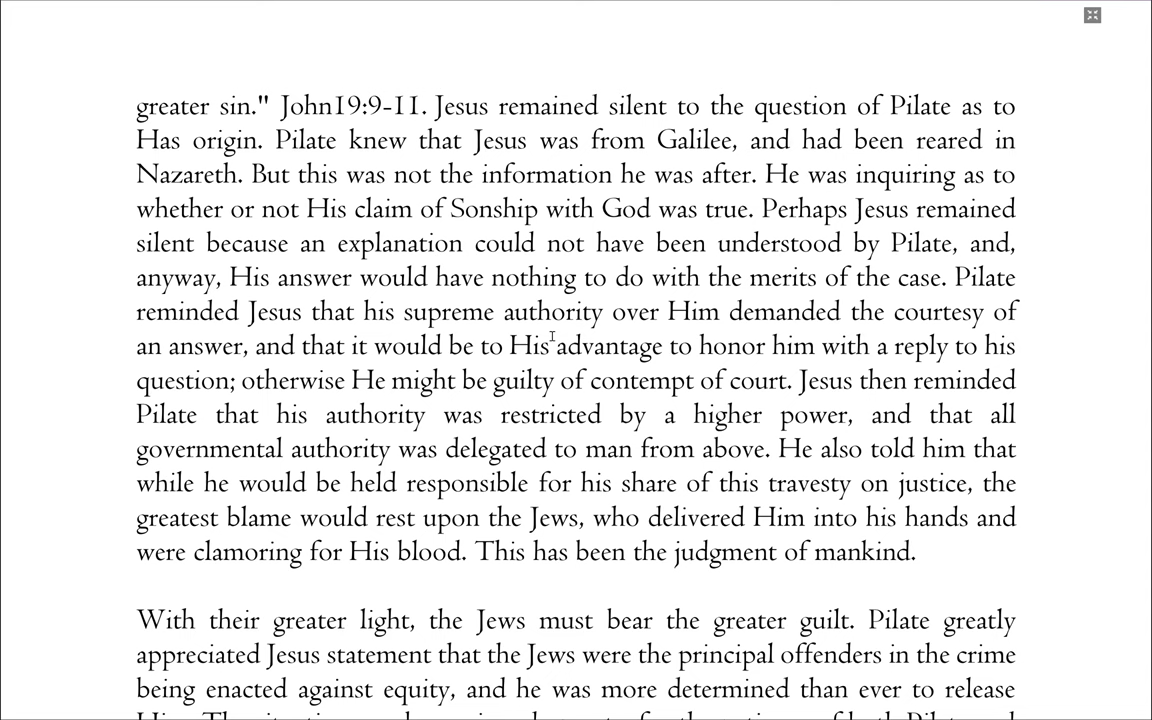 greater sin." John19:9-11. Jesus remained silent to the question of Pilate as to
Has origin. Pilate knew that Jesus was from Galilee, and had been reared in
Nazareth. But this was not the information he was after. He was inquiring as to
whether or not His claim of Sonship with God was true. Perhaps Jesus remained
silent because an explanation could not have been understood by Pilate, and,
anyway, His answer would have nothing to do with the merits of the case. Pilate
reminded Jesus that his supreme authority over Him demanded the courtesy of
an answer, and that it would be to His advantage to honor him with a reply to his
question; otherwise He might be guilty of contempt of court. Jesus then reminded
Pilate that his authority was restricted by a higher power, and that all
governmental authority was delegated to man from above. He also told him that
while he would be held responsible for his share of this travesty on justice, the
greatest blame would rest upon the Jews, who delivered Him into his hands and
were clamoring for His blood. This has been the judgment of mankind.
With their greater light, the Jews must bear the greater guilt. Pilate greatly
appreciated Jesus statement that the Jews were the principal offenders in the crime
being enacted against equity, and he was more determined than ever to release